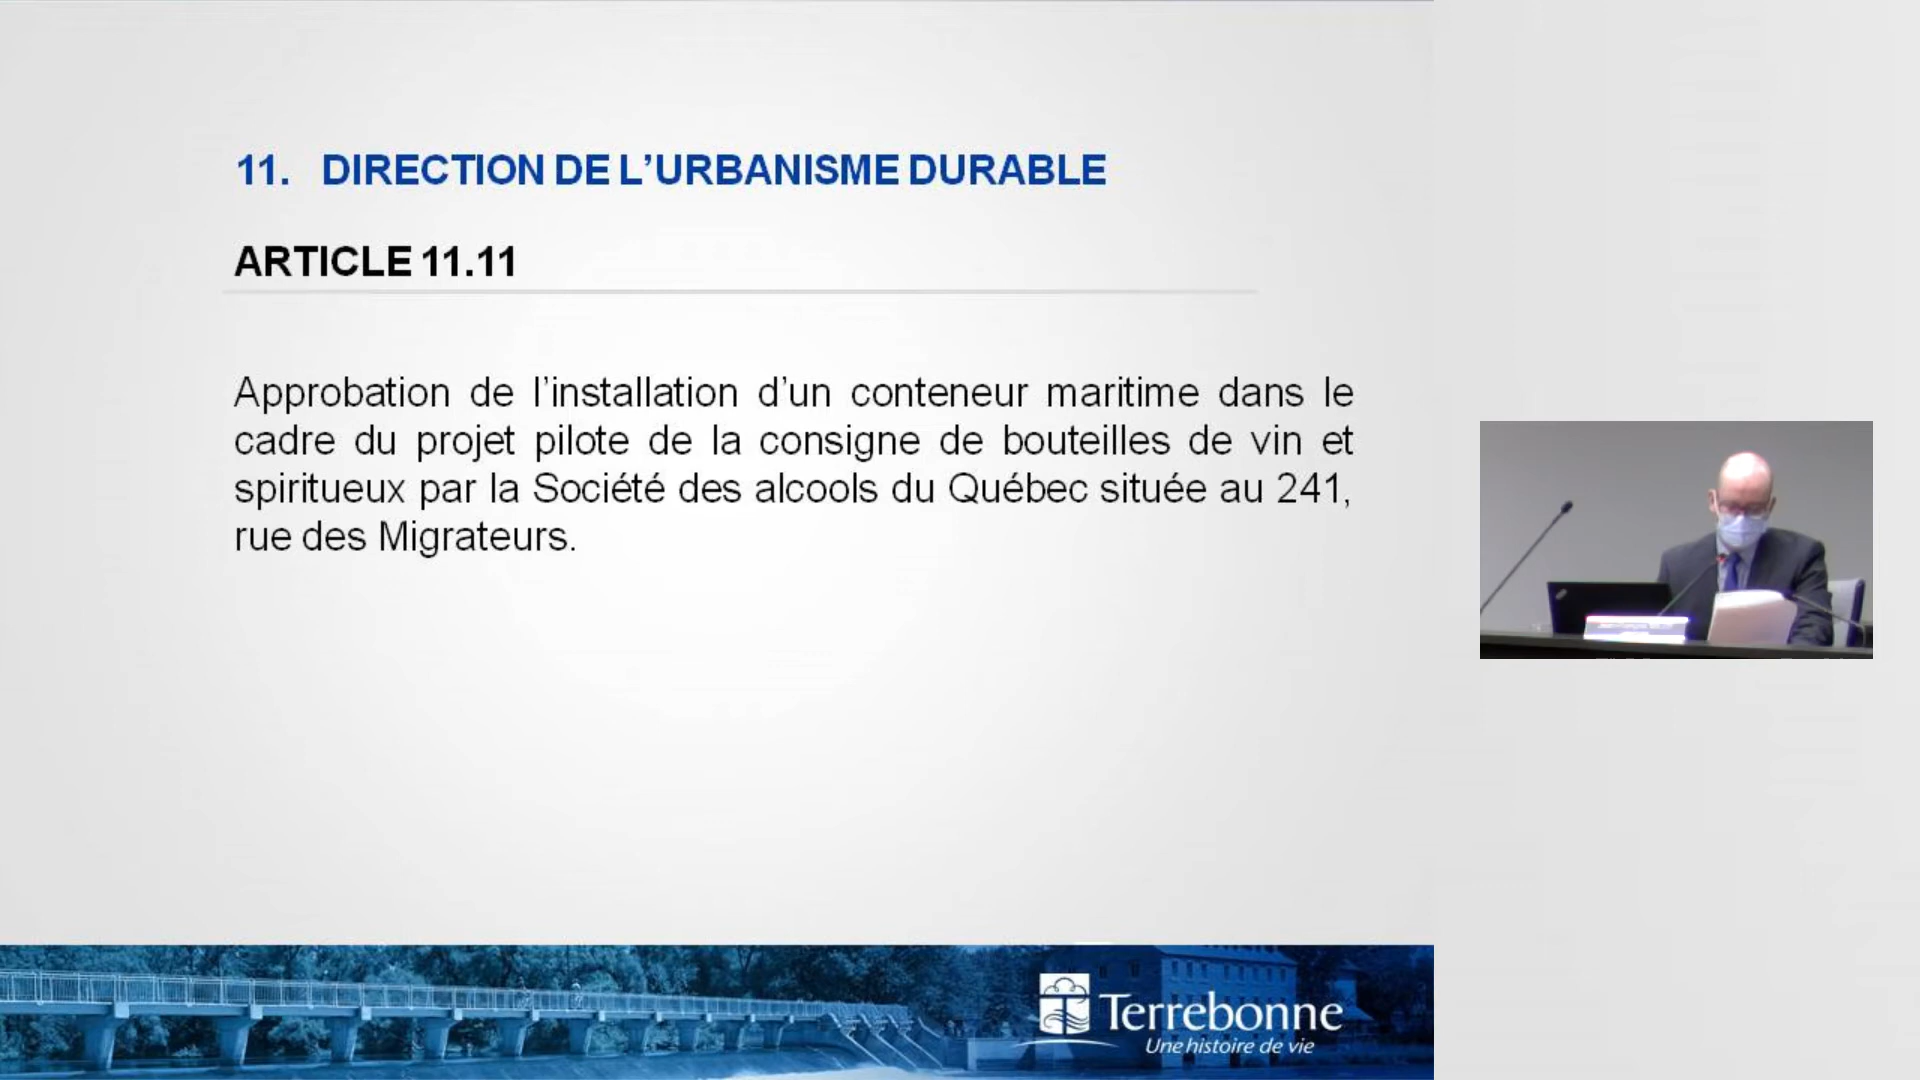 11. DIRECTION DE L’URBANISME DURABLE
ARTICLE 11.11
Approbation de l’installation d’un conteneur maritime dans le
cadre du projet pilote de la consigne de bouteilles de vin et
spiritueux par la Société des alcools du Québec située au 241,
rue des Migrateurs.
Terrebonne
Une histoire de vie